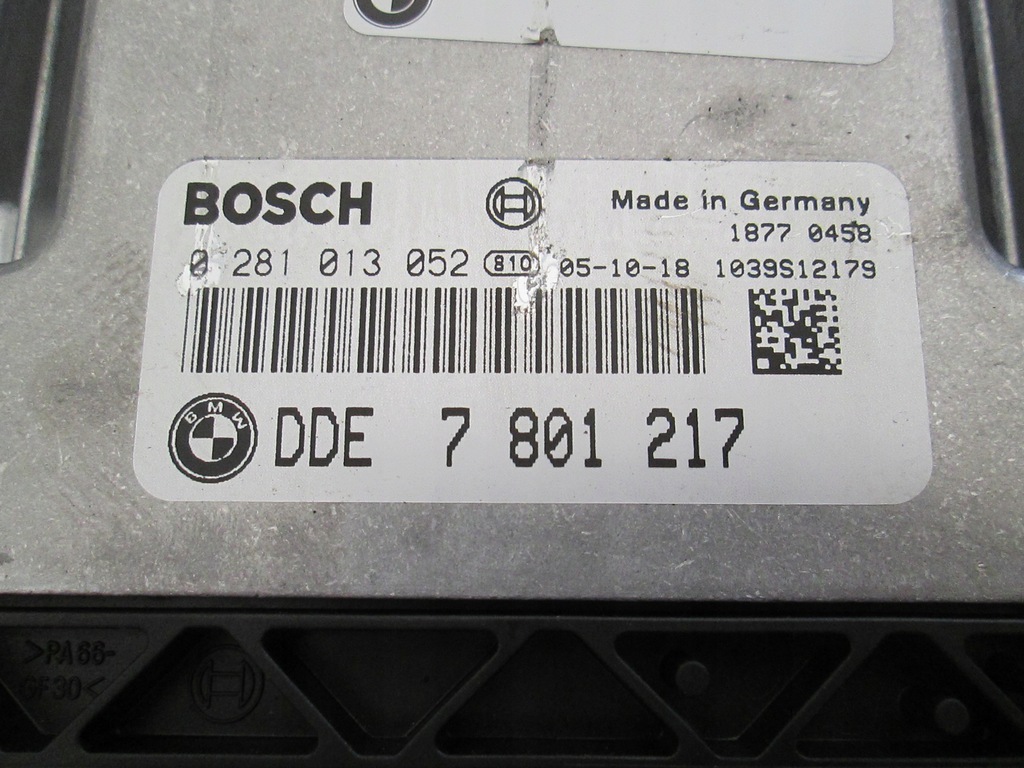 BOSCH
Made in Germany
1877 0458
0 281 013 052 810 05-10-18 1039S12179
BMW DDE 7 801 217
>PA66-
GF30<